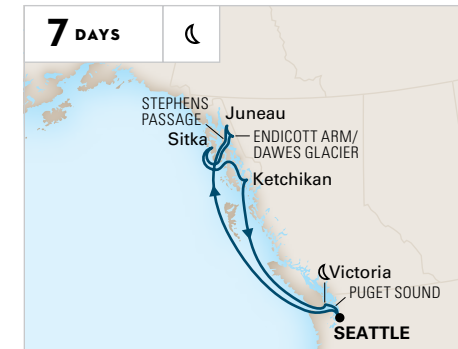 7 DAYS
STEPHENS
PASSAGE
Juneau
Sitka
ENDICOTT ARM/
DAWES GLACIER
Ketchikan
Victoria
PUGET SOUND
SEATTLE